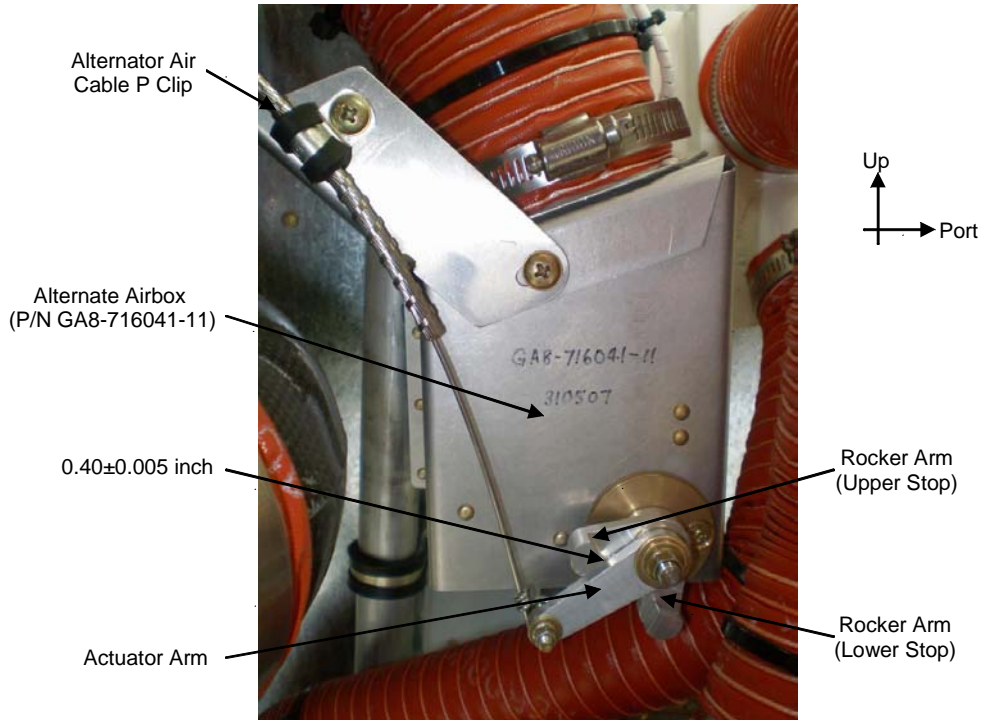 Alternator Air
Cable P Clip
Up
Port
Alternate Airbox
(P/N GA8-716041-11)
GA8-716041-11
310507
0.40±0.005 inch
Rocker Arm
(Upper Stop)
Actuator Arm
Rocker Arm
(Lower Stop)